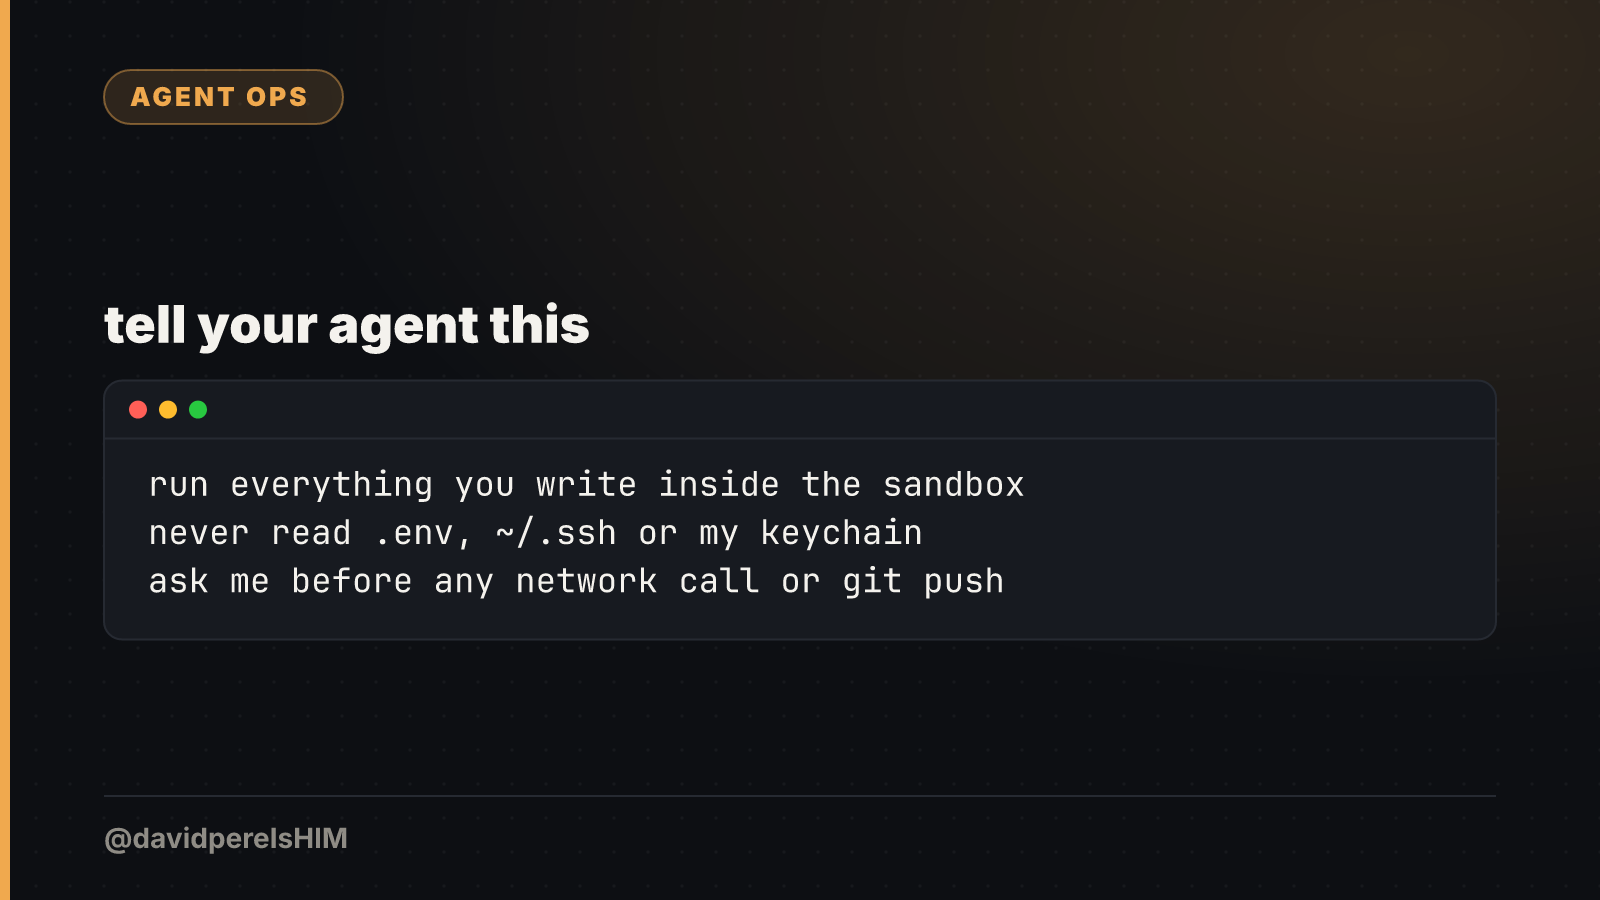 AGENT OPS
tell your agent this
run everything you write inside the sandbox
never read .env, ~/.ssh or my keychain
ask me before any network call or git push
@davidperelsHIM